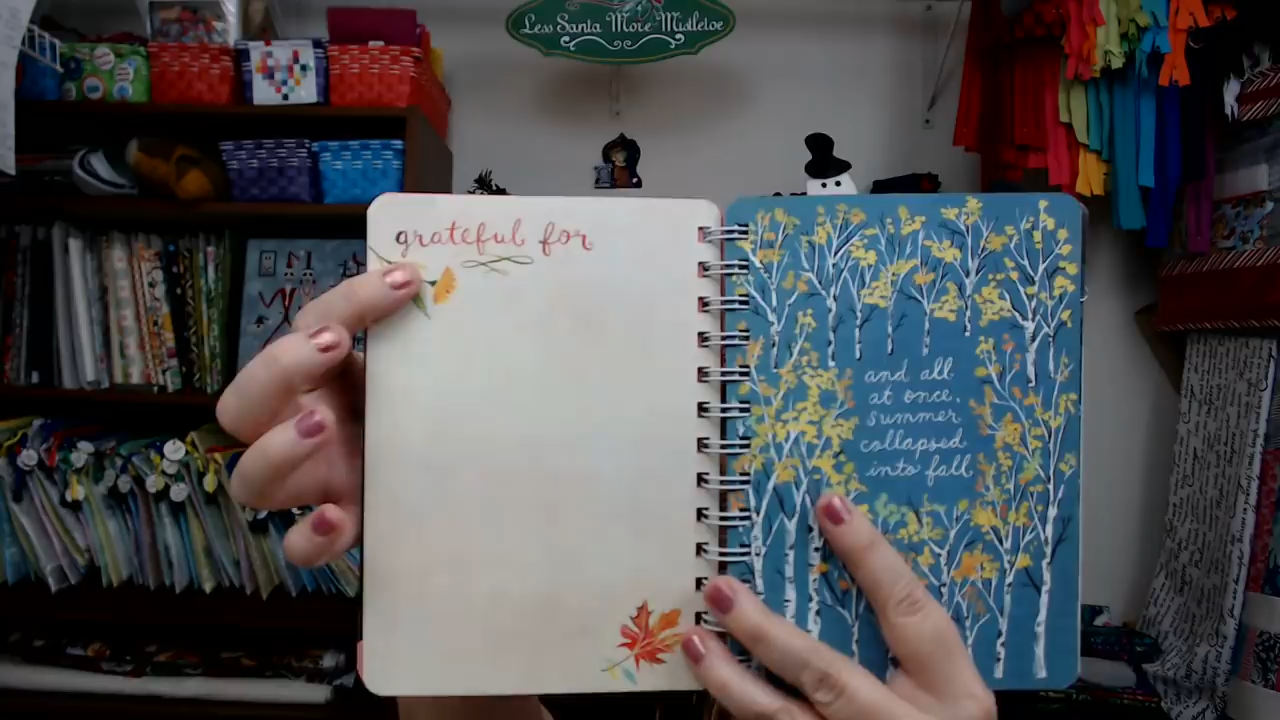 Less Santa More Mistletoe
grateful for
and all
at once,
summer
collapsed
into fall